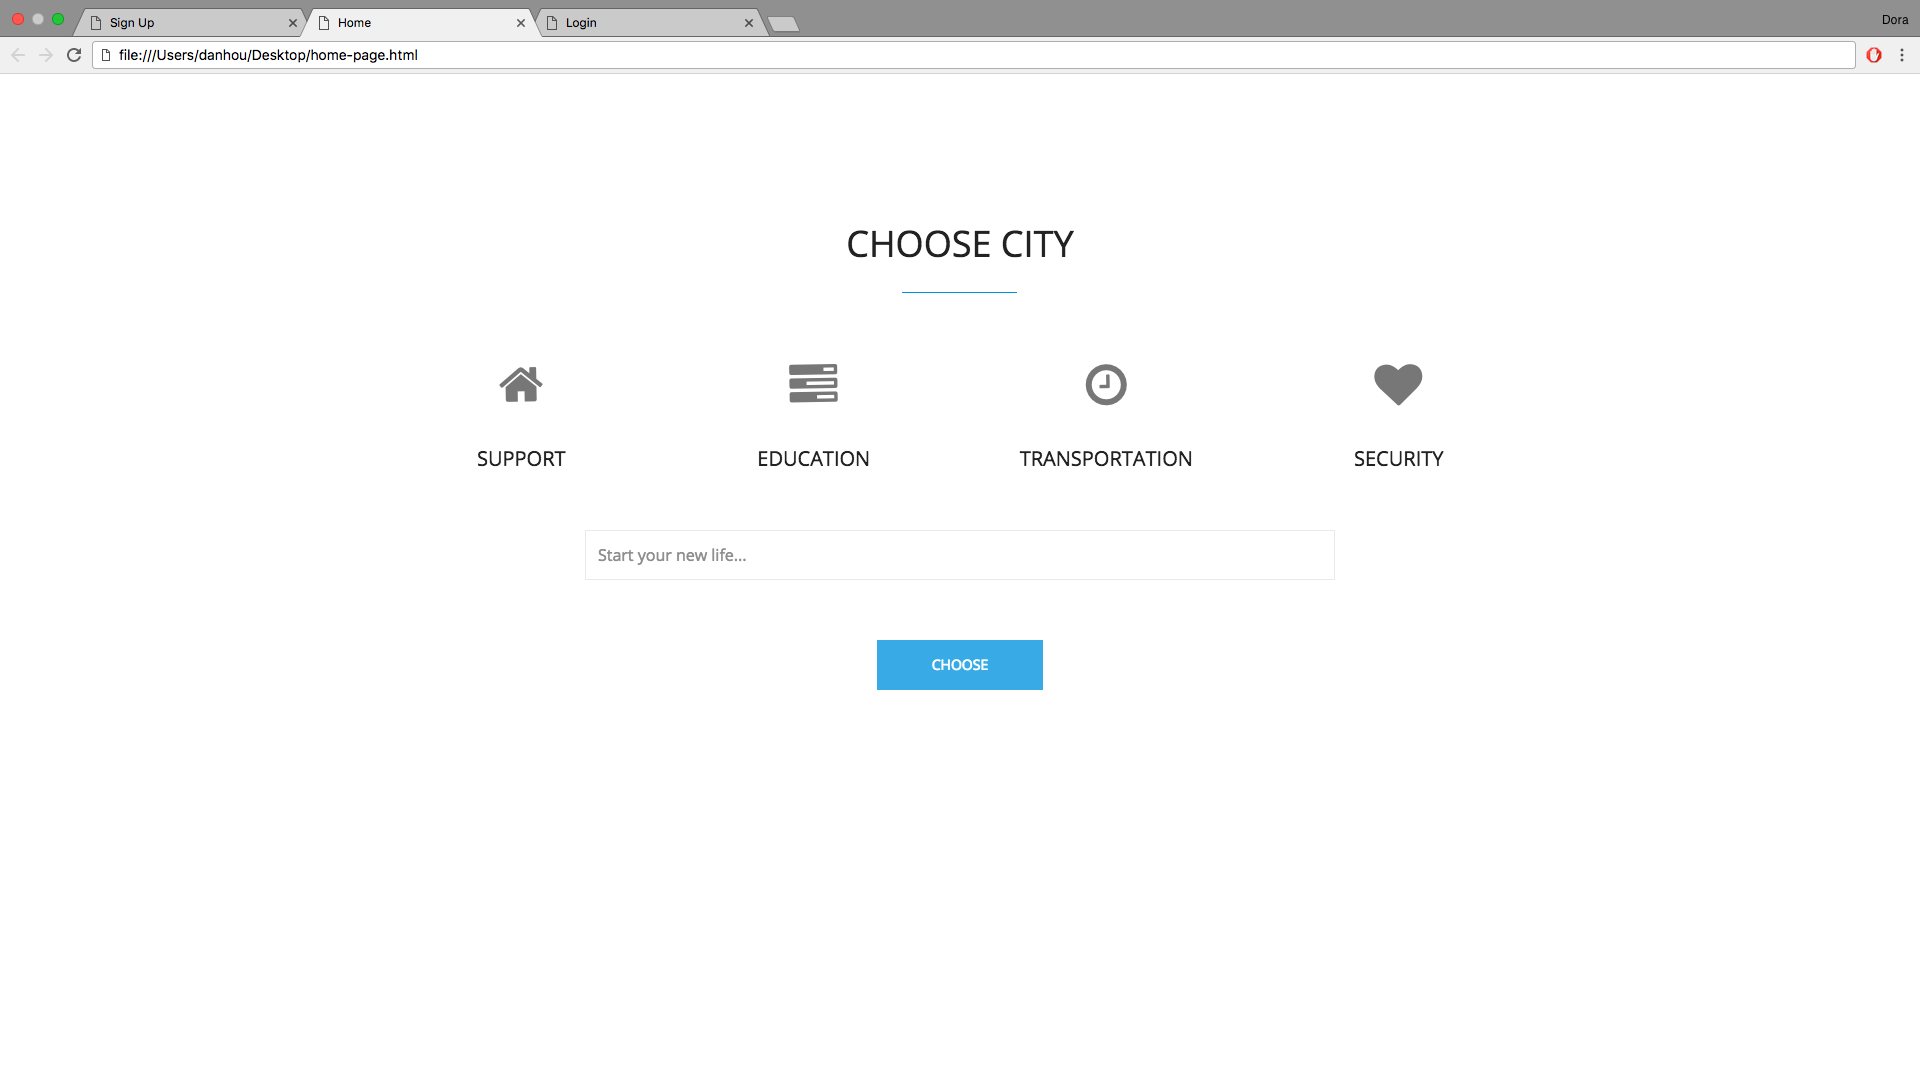 Sign Up
Home
Login
Dora
file:///Users/danhou/Desktop/home-page.html
CHOOSE CITY
SUPPORT
EDUCATION
TRANSPORTATION
SECURITY
Start your new life...
CHOOSE